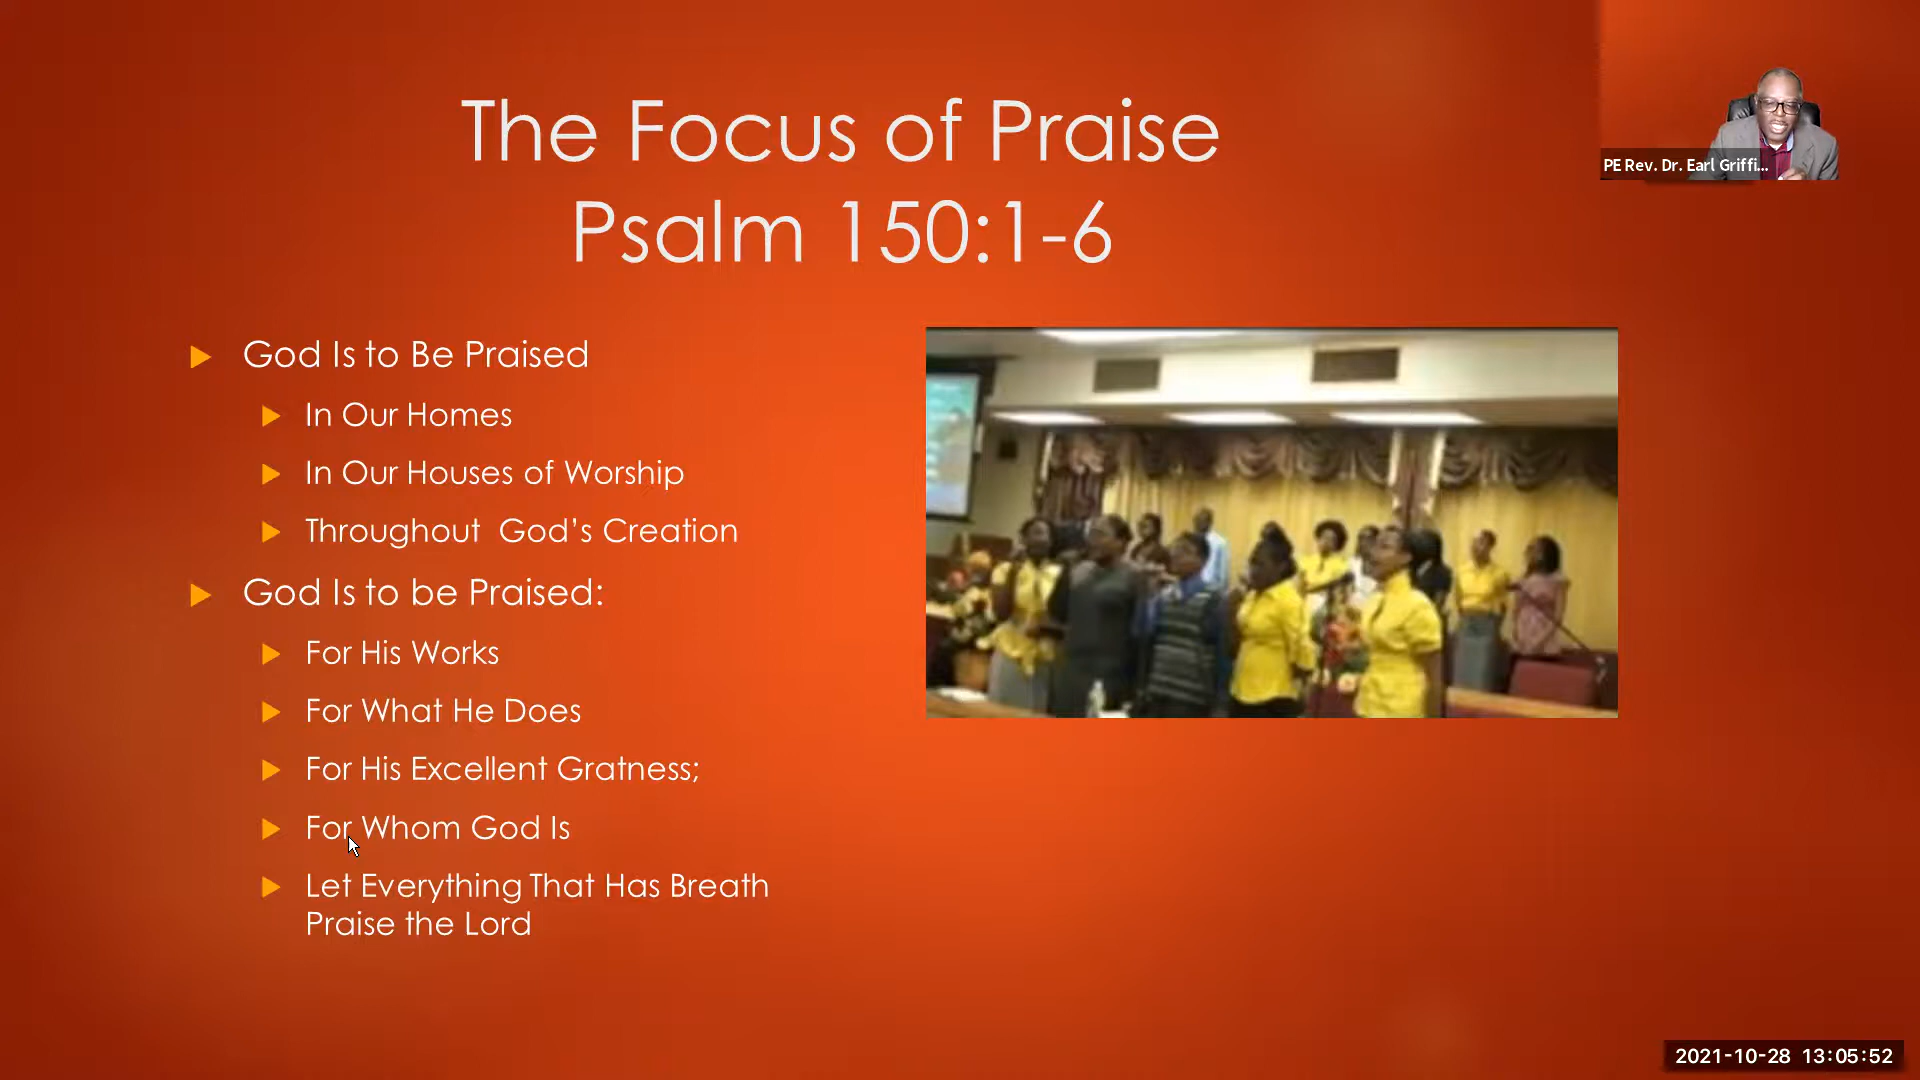 The Focus of Praise
Psalm 150:1-6
PE Rev. Dr. Earl Griffi...
God Is to Be Praised
In Our Homes
In Our Houses of Worship
Throughout  God’s Creation
God Is to be Praised:
For His Works
For What He Does
For His Excellent Gratness;
For Whom God Is
Let Everything That Has Breath
Praise the Lord
2021-10-28 13:05:52